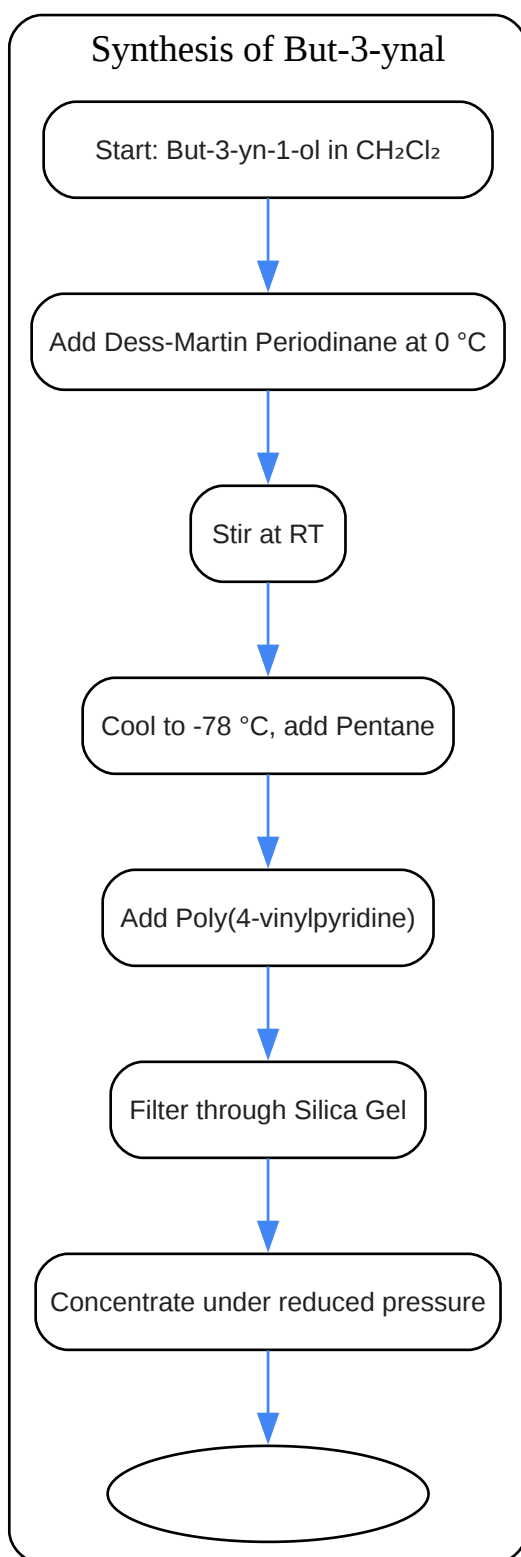 Synthesis of But-3-ynal
Start: But-3-yn-1-ol in CH₂Cl₂
Add Dess-Martin Periodinane at 0 °C
Stir at RT
Cool to -78 °C, add Pentane
Add Poly(4-vinylpyridine)
Filter through Silica Gel
Concentrate under reduced pressure